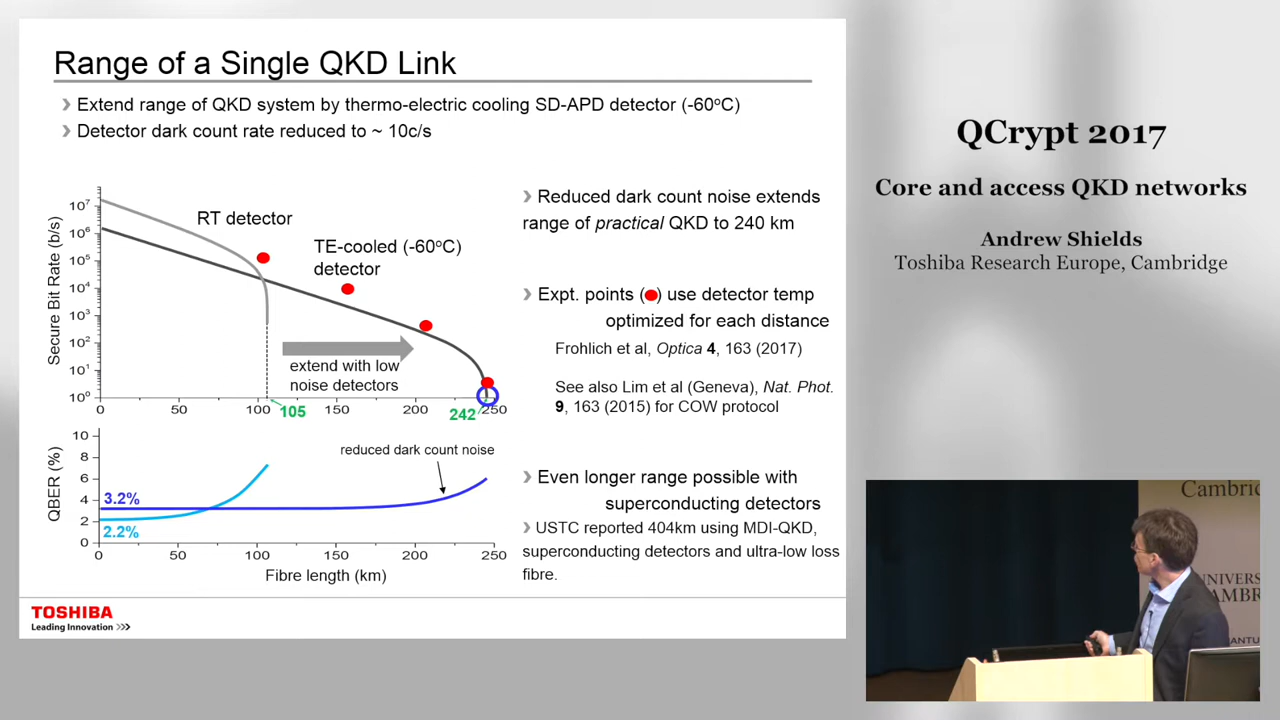 Range of a Single QKD Link
Extend range of QKD system by thermo-electric cooling SD-APD detector (-60ºC)
Detector dark count rate reduced to ~ 10c/s
Secure Bit Rate (b/s)
10⁷
10⁶
10⁵
10⁴
10³
10²
10¹
10⁰
RT detector
TE-cooled (-60ºC)
detector
extend with low
noise detectors
0
50
100
150
200
250
105
242
QBER (%)
10
8
6
4
2
0
reduced dark count noise
3.2%
2.2%
0
50
100
150
200
250
Fibre length (km)
Reduced dark count noise extends
range of practical QKD to 240 km
Expt. points ( ) use detector temp
optimized for each distance
Frohlich et al, Optica 4, 163 (2017)
See also Lim et al (Geneva), Nat. Phot.
9, 163 (2015) for COW protocol
Even longer range possible with
superconducting detectors
USTC reported 404km using MDI-QKD,
superconducting detectors and ultra-low loss
fibre.
TOSHIBA
Leading Innovation
QCrypt 2017
Core and access QKD networks
Andrew Shields
Toshiba Research Europe, Cambridge